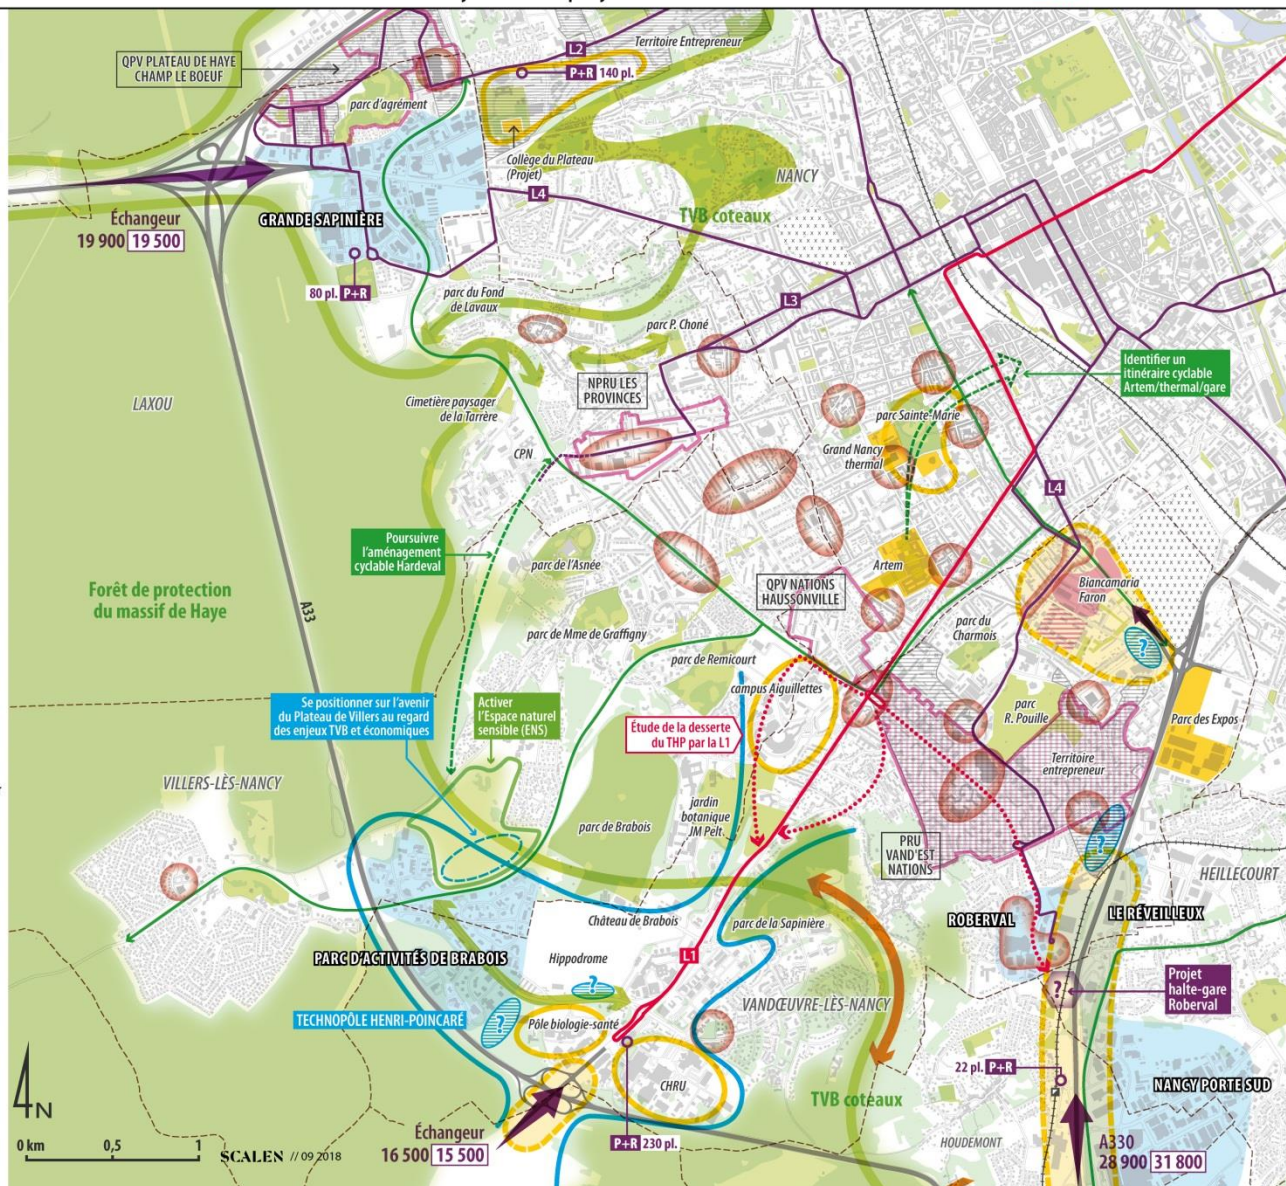 QPV PLATEAU DE HAYE
CHAMP LE BOEUF
L2
Territoire Entrepreneur
P+R 140 pl.
parc d'agrément
Collège du Plateau
(Projet)
NANCY
L4
TVB coteaux
Échangeur
19 900 19 500
GRANDE SAPINIÈRE
80 pl. P+R
parc du Fond
de Lavaux
parc P. Choné
L3
Identifier un
itinéraire cyclable
Artem/thermal/gare
NPRU LES
PROVINCES
LAXOU
Cimetière paysager
de la Tarrère
parc Sainte-Marie
Grand Nancy
thermal
CPN
L4
Poursuivre
l'aménagement
cyclable Hardeval
parc de l'Asnée
Artem
Biancamaria
Faron
?
QPV NATIONS
HAUSSONVILLE
Forêt de protection
du massif de Haye
A33
parc de Mme de Graffigny
parc du
Charmois
parc de Remicourt
campus Aiguillettes
Se positionner sur l'avenir
du Plateau de Villers au regard
des enjeux TVB et économiques
Activer
l'Espace naturel
sensible (ENS)
Étude de la desserte
du THP par la L1
parc
R. Pouille
Parc des Expos
Territoire
entrepreneur
VILLERS-LÈS-NANCY
parc de Brabois
jardin
botanique
JM Pelt
?
PRU
VAND'EST
NATIONS
HEILLECOURT
Château de Brabois
parc de la Sapinière
ROBERVAL
LE RÉVEILLEUX
PARC D'ACTIVITÉS DE BRABOIS
Hippodrome
L1
?
?
Projet
halte-gare
Roberval
VANDŒUVRE-LÈS-NANCY
TECHNOPÔLE HENRI-POINCARÉ
?
Pôle biologie-santé
22 pl. P+R
NANCY PORTE SUD
CHRU
TVB coteaux
4N
Échangeur
16 500 15 500
P+R 230 pl.
HOUDEMONT
A330
28 900 31 800
0 km 0,5 1
SCALEN // 09 2018